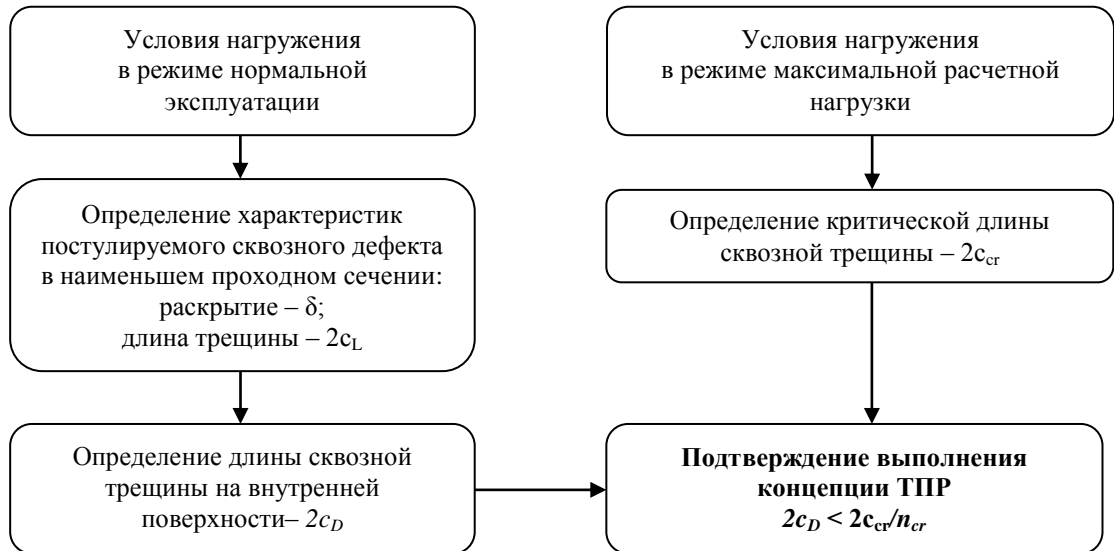 Условия нагружения
в режиме нормальной
эксплуатации
Условия нагружения
в режиме максимальной расчетной
нагрузки
Определение характеристик
постулируемого сквозного дефекта
в наименьшем проходном сечении:
раскрытие – δ;
длина трещины – 2c_L
Определение критической длины
сквозной трещины – 2c_cr
Определение длины сквозной
трещины на внутренней
поверхности– 2c_D
Подтверждение выполнения
концепции ТПР
2c_D < 2c_cr/n_cr